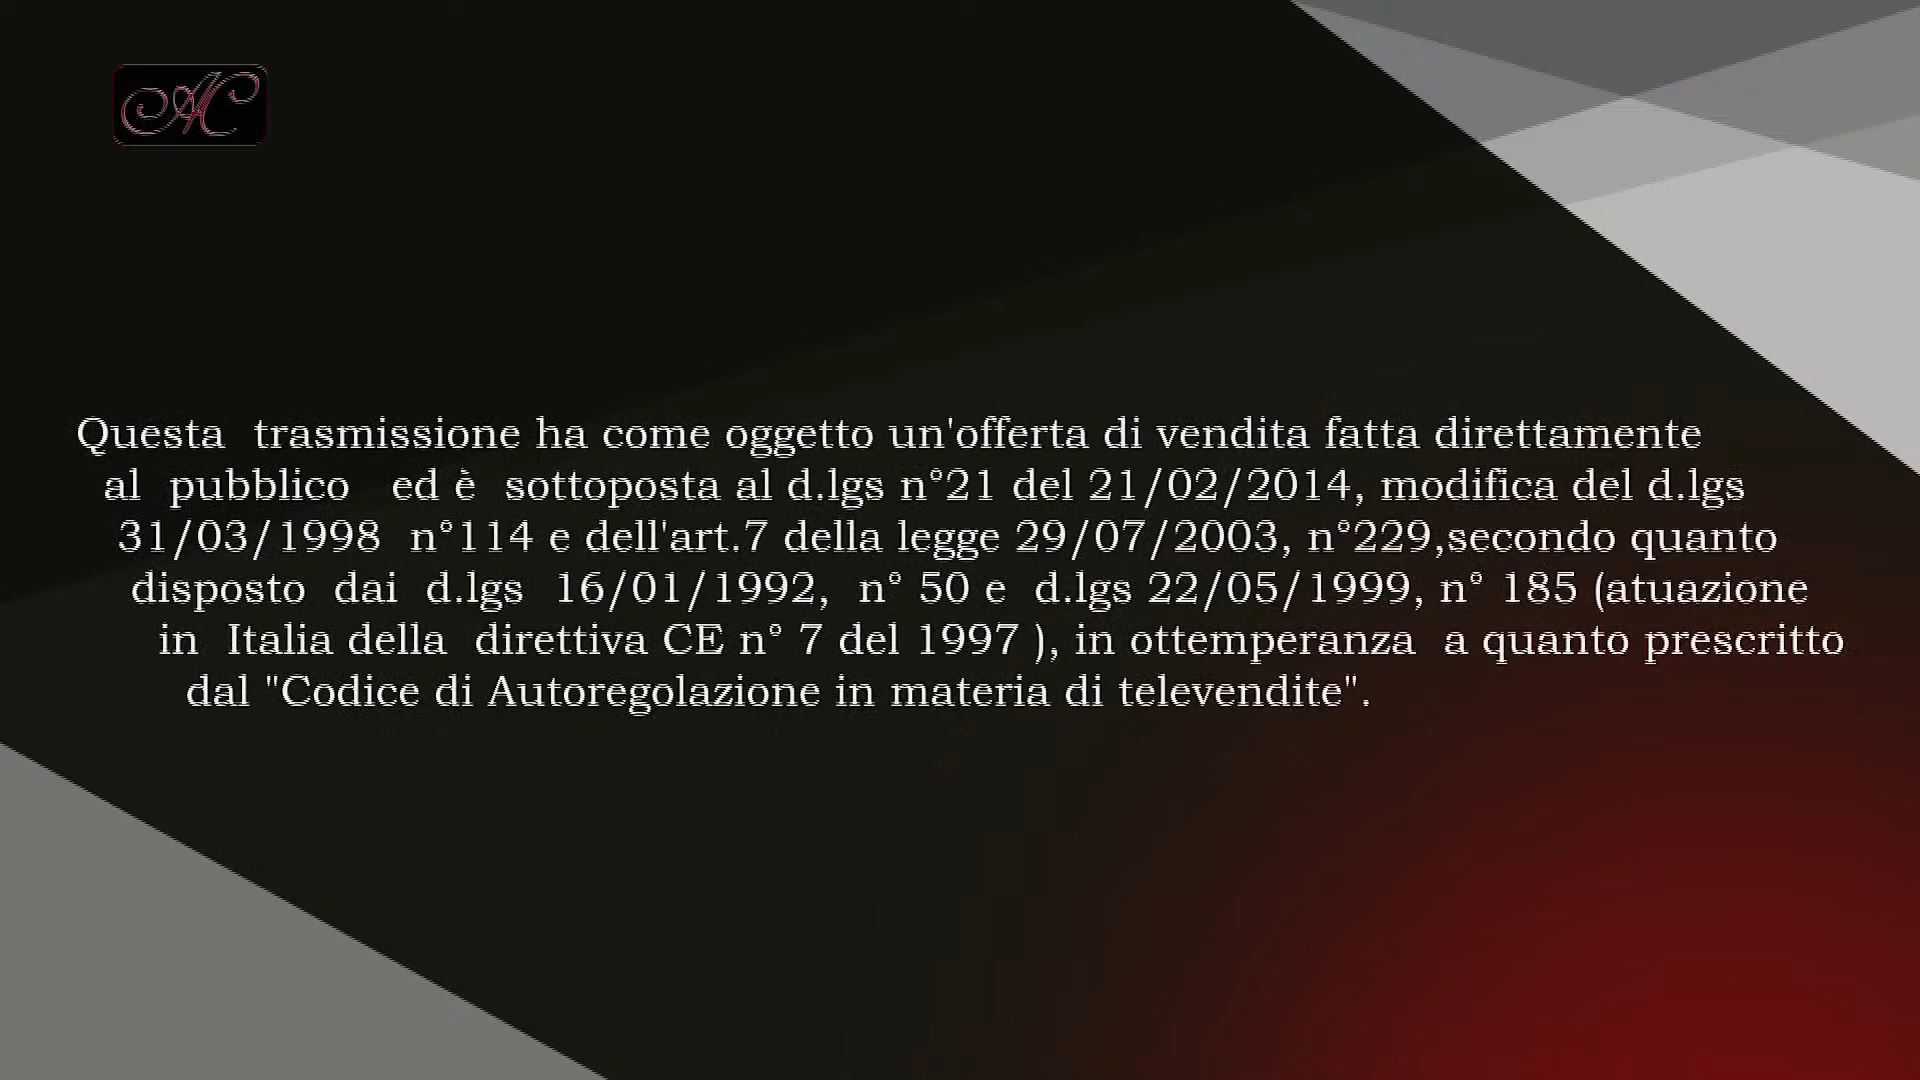 AC
Questa trasmissione ha come oggetto un'offerta di vendita fatta direttamente
al pubblico ed è sottoposta al d.lgs n°21 del 21/02/2014, modifica del d.lgs
31/03/1998 n°114 e dell'art.7 della legge 29/07/2003, n°229,secondo quanto
disposto dai d.lgs 16/01/1992, n° 50 e d.lgs 22/05/1999, n° 185 (atuazione
in Italia della direttiva CE n° 7 del 1997 ), in ottemperanza a quanto prescritto
dal "Codice di Autoregolazione in materia di televendite".